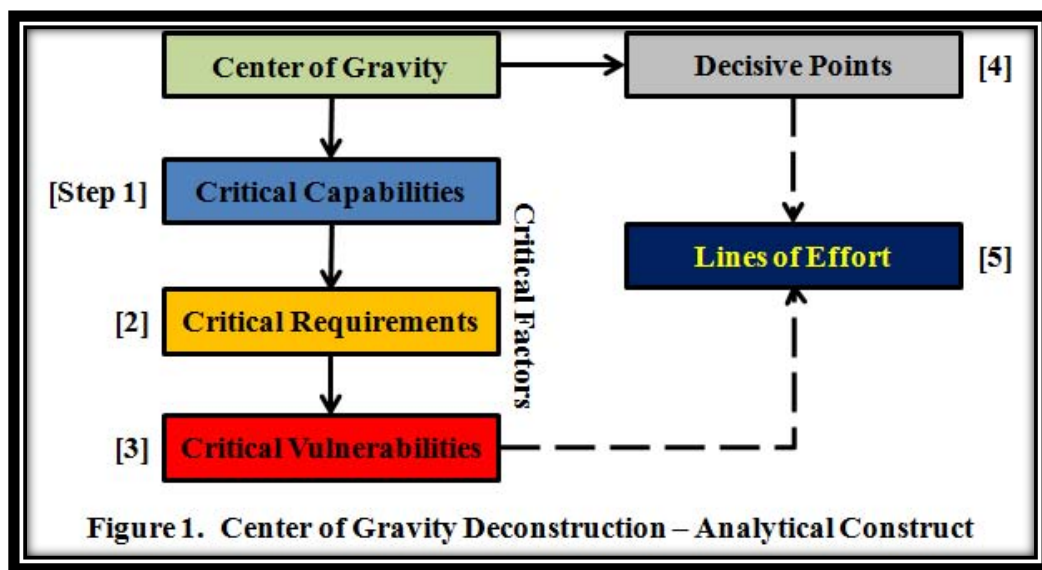 Center of Gravity
Decisive Points
[4]
[Step 1]
Critical Capabilities
Critical Factors
Lines of Effort
[5]
[2]
Critical Requirements
[3]
Critical Vulnerabilities
Figure 1. Center of Gravity Deconstruction – Analytical Construct